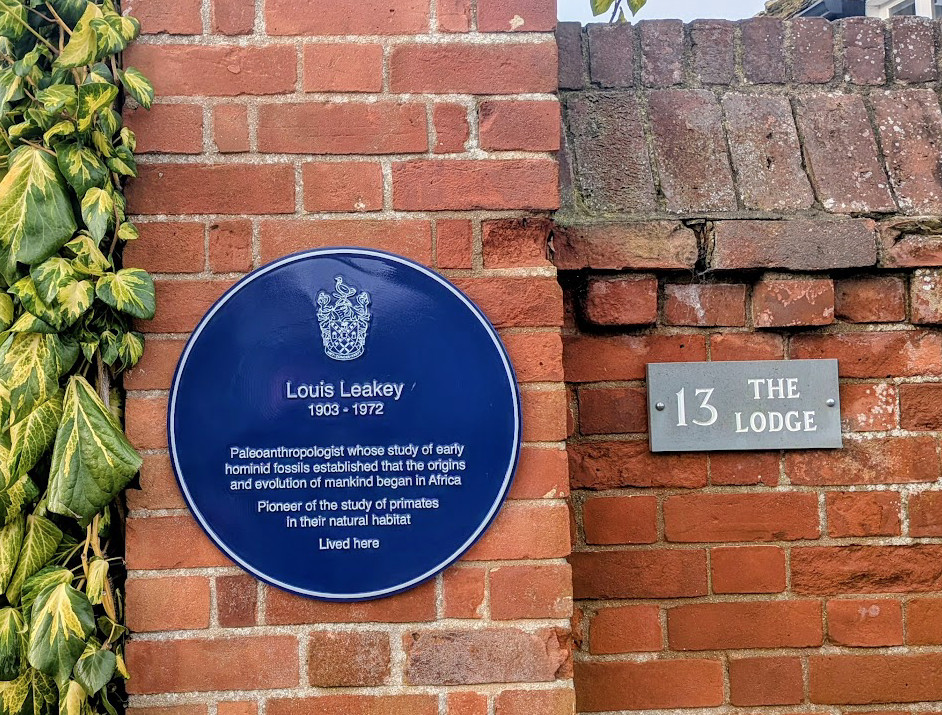 Louis Leakey
1903 - 1972
Paleoanthropologist whose study of early
hominid fossils established that the origins
and evolution of mankind began in Africa
Pioneer of the study of primates
in their natural habitat
Lived here
13 THE
LODGE